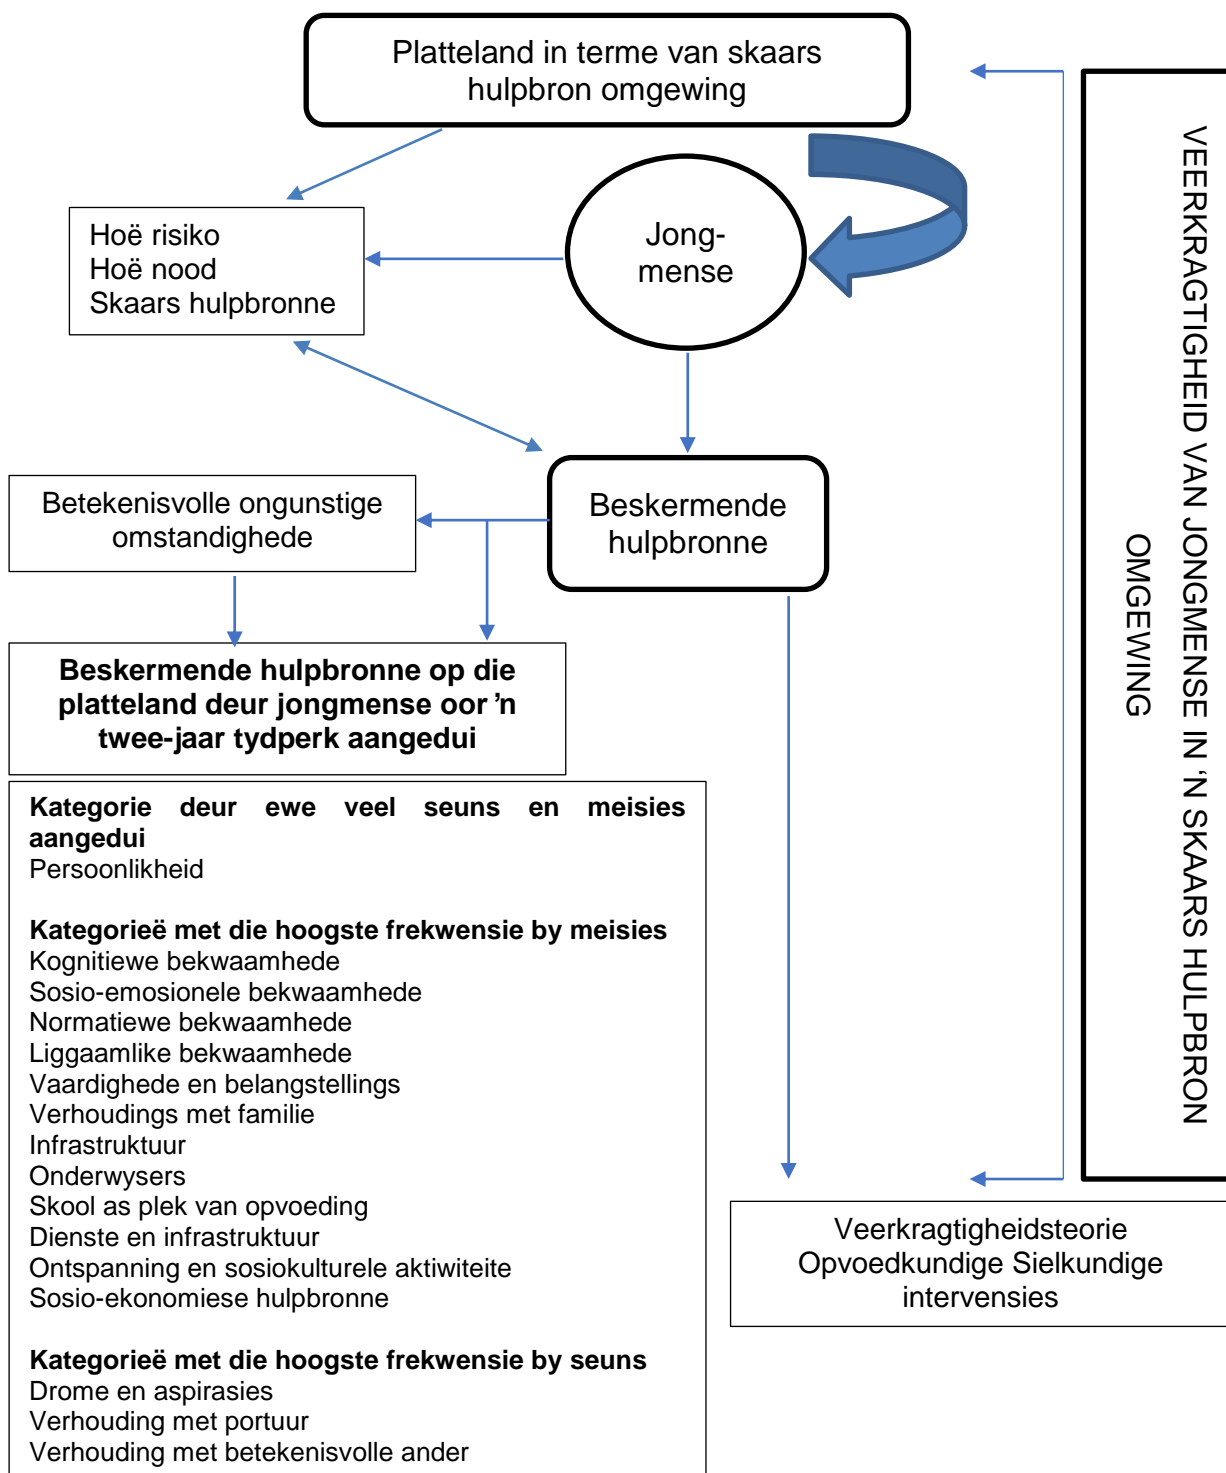 Platteland in terme van skaars
hulpbron omgewing
Hoë risiko
Hoë nood
Skaars hulpbronne
Jong-
mense
Betekenisvolle ongunstige
omstandighede
Beskermende
hulpbronne
Beskermende hulpbronne op die
platteland deur jongmense oor 'n
twee-jaar tydperk aangedui
Kategorie deur ewe veel seuns en meisies
aangedui
Persoonlikheid
Kategorieë met die hoogste frekwensie by meisies
Kognitiewe bekwaamhede
Sosio-emosionele bekwaamhede
Normatiewe bekwaamhede
Liggaamlike bekwaamhede
Vaardighede en belangstellings
Verhoudings met familie
Infrastruktuur
Onderwysers
Skool as plek van opvoeding
Dienste en infrastruktuur
Ontspanning en sosiokulturele aktiwiteite
Sosio-ekonomiese hulpbronne
Kategorieë met die hoogste frekwensie by seuns
Drome en aspirasies
Verhouding met portuur
Verhouding met betekenisvolle ander
Veerkragtigheidsteorie
Opvoedkundige Sielkundige
intervensies
VEERKRAGTIGHEID VAN JONGMENSE IN 'N SKAARS HULPBRON
OMGEWING